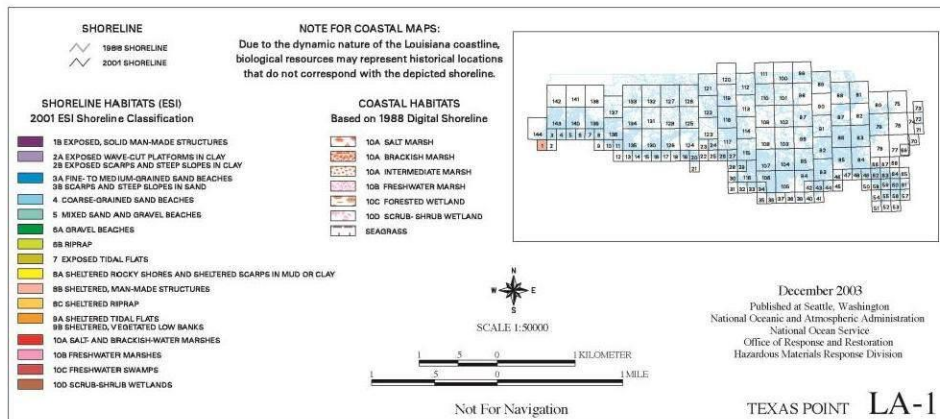 SHORELINE
1988 SHORELINE
2001 SHORELINE
NOTE FOR COASTAL MAPS:
Due to the dynamic nature of the Louisiana coastline,
biological resources may represent historical locations
that do not correspond with the depicted shoreline.
SHORELINE HABITATS (ESI)
2001 ESI Shoreline Classification
1B EXPOSED, SOLID MAN-MADE STRUCTURES
2A EXPOSED WAVE-CUT PLATFORMS IN CLAY
2B EXPOSED SCARPS AND STEEP SLOPES IN CLAY
3A FINE- TO MEDIUM-GRAINED SAND BEACHES
3B SCARPS AND STEEP SLOPES IN SAND
4 COARSE-GRAINED SAND BEACHES
5 MIXED SAND AND GRAVEL BEACHES
6A GRAVEL BEACHES
6B RIPRAP
7 EXPOSED TIDAL FLATS
8A SHELTERED ROCKY SHORES AND SHELTERED SCARPS IN MUD OR CLAY
8B SHELTERED, MAN-MADE STRUCTURES
8C SHELTERED RIPRAP
9A SHELTERED TIDAL FLATS
9B SHELTERED, VEGETATED LOW BANKS
10A SALT- AND BRACKISH-WATER MARSHES
10B FRESHWATER MARSHES
10C FRESHWATER SWAMPS
10D SCRUB-SHRUB WETLANDS
COASTAL HABITATS
Based on 1988 Digital Shoreline
10A SALT MARSH
10A BRACKISH MARSH
10A INTERMEDIATE MARSH
10B FRESHWATER MARSH
10C FORESTED WETLAND
10D SCRUB- SHRUB WETLAND
SEAGRASS
N
W E
S
SCALE 1:50000
1 .5 0 1 KILOMETER
1 .5 0 1 MILE
Not For Navigation
December 2003
Published at Seattle, Washington
National Oceanic and Atmospheric Administration
National Ocean Service
Office of Response and Restoration
Hazardous Materials Response Division
TEXAS POINT LA-1